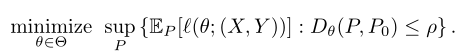 minimize_{θ∈Θ} sup_P {𝔼_P[ℓ(θ; (X, Y))] : D_θ(P, P_0) ≤ ρ} .